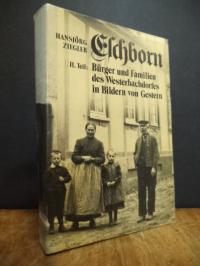 HANSJÖRG
ZIEGLER
Eschborn
II. Teil: Bürger und Familien
des Westerbachdorfes
in Bildern von Gestern